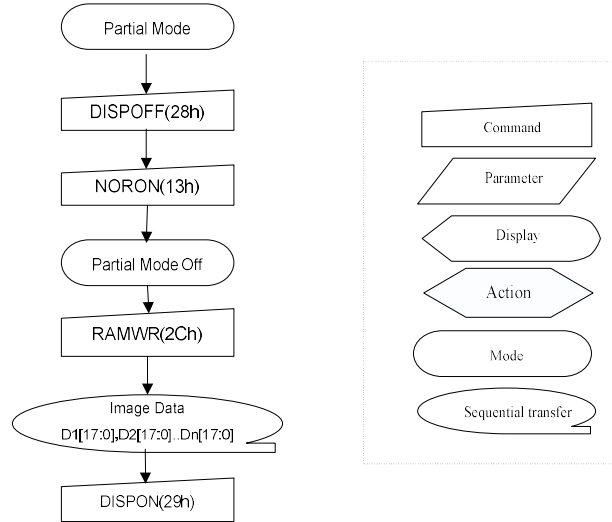 Partial Mode
DISPOFF(28h)
NORON(13h)
Partial Mode Off
RAMWR(2Ch)
Image Data
D1[17:0],D2[17:0]..Dn[17:0]
DISPON(29h)
Command
Parameter
Display
Action
Mode
Sequential transfer